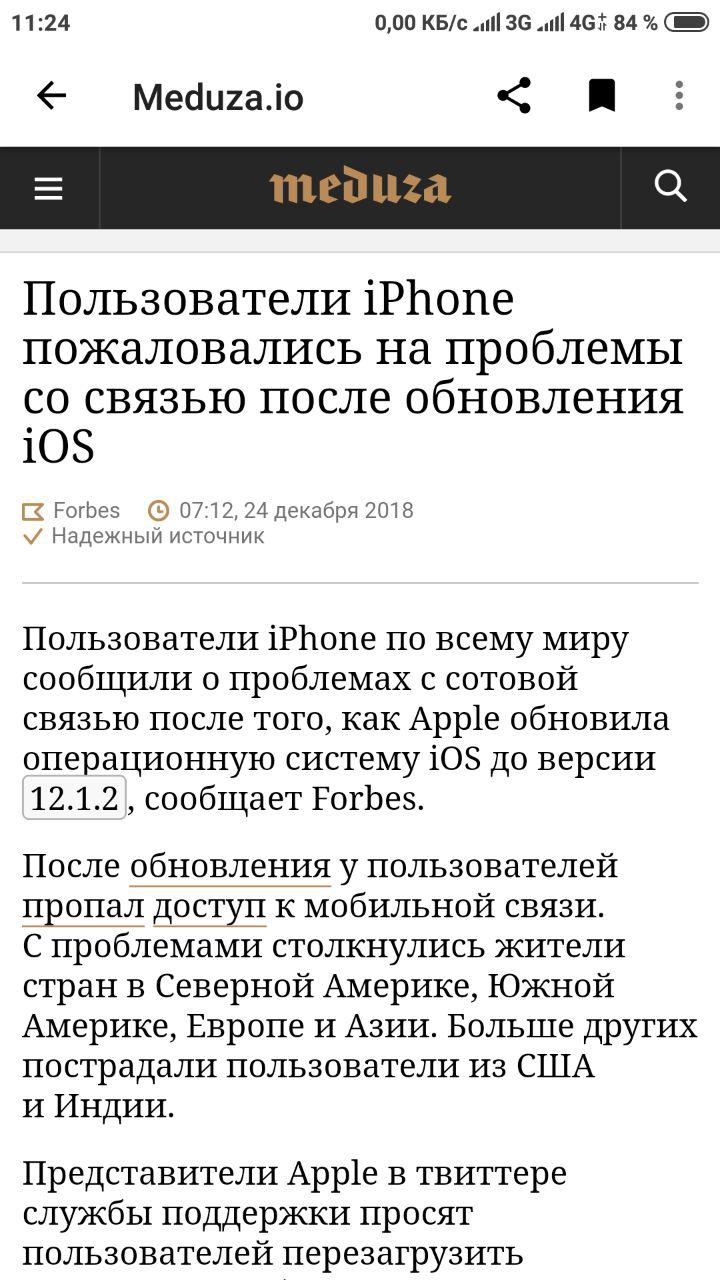 11:24 0,00 КБ/с 3G 4G 84 %
Meduza.io
meduza
Пользователи iPhone
пожаловались на проблемы
со связью после обновления
iOS
Forbes 07:12, 24 декабря 2018
Надежный источник
Пользователи iPhone по всему миру
сообщили о проблемах с сотовой
связью после того, как Apple обновила
операционную систему iOS до версии
12.1.2, сообщает Forbes.
После обновления у пользователей
пропал доступ к мобильной связи.
С проблемами столкнулись жители
стран в Северной Америке, Южной
Америке, Европе и Азии. Больше других
пострадали пользователи из США
и Индии.
Представители Apple в твиттере
службы поддержки просят
пользователей перезагрузить